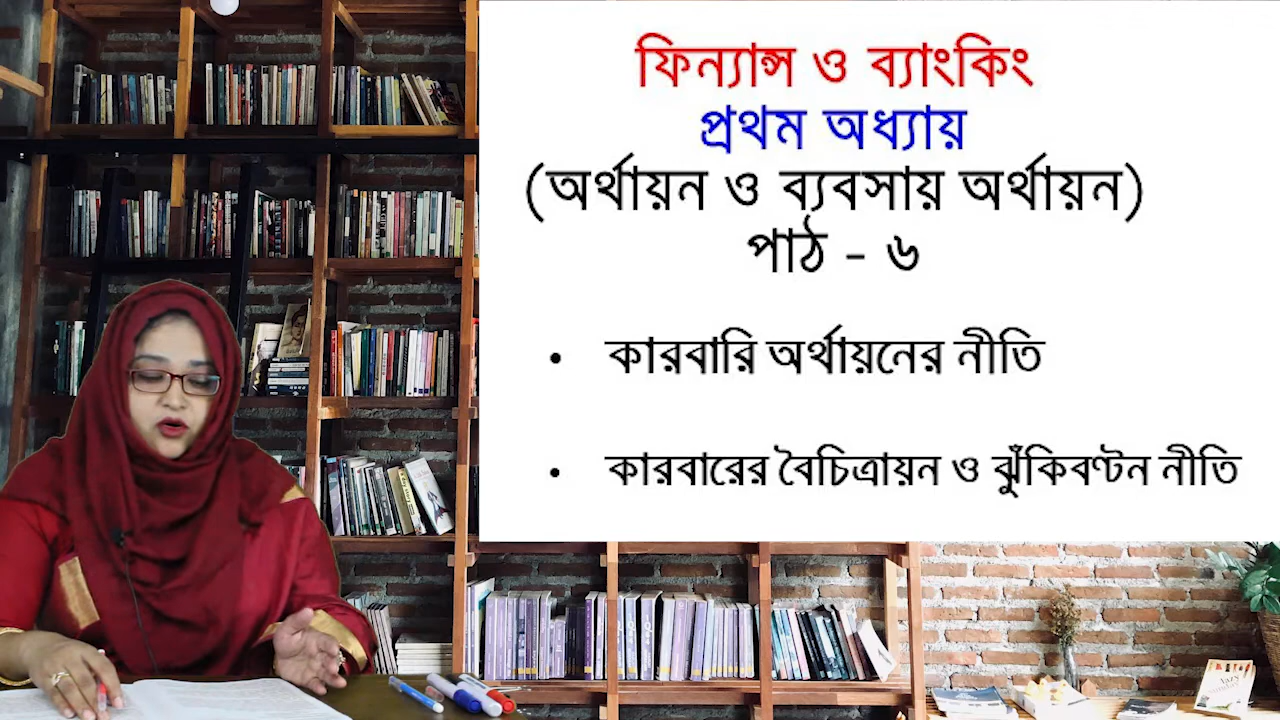 ফিন্যান্স ও ব্যাংকিং
প্রথম অধ্যায়
(অর্থায়ন ও ব্যবসায় অর্থায়ন)
পাঠ - ৬
• কারবারি অর্থায়নের নীতি
• কারবারের বৈচিত্রায়ন ও ঝুঁকিবণ্টন নীতি